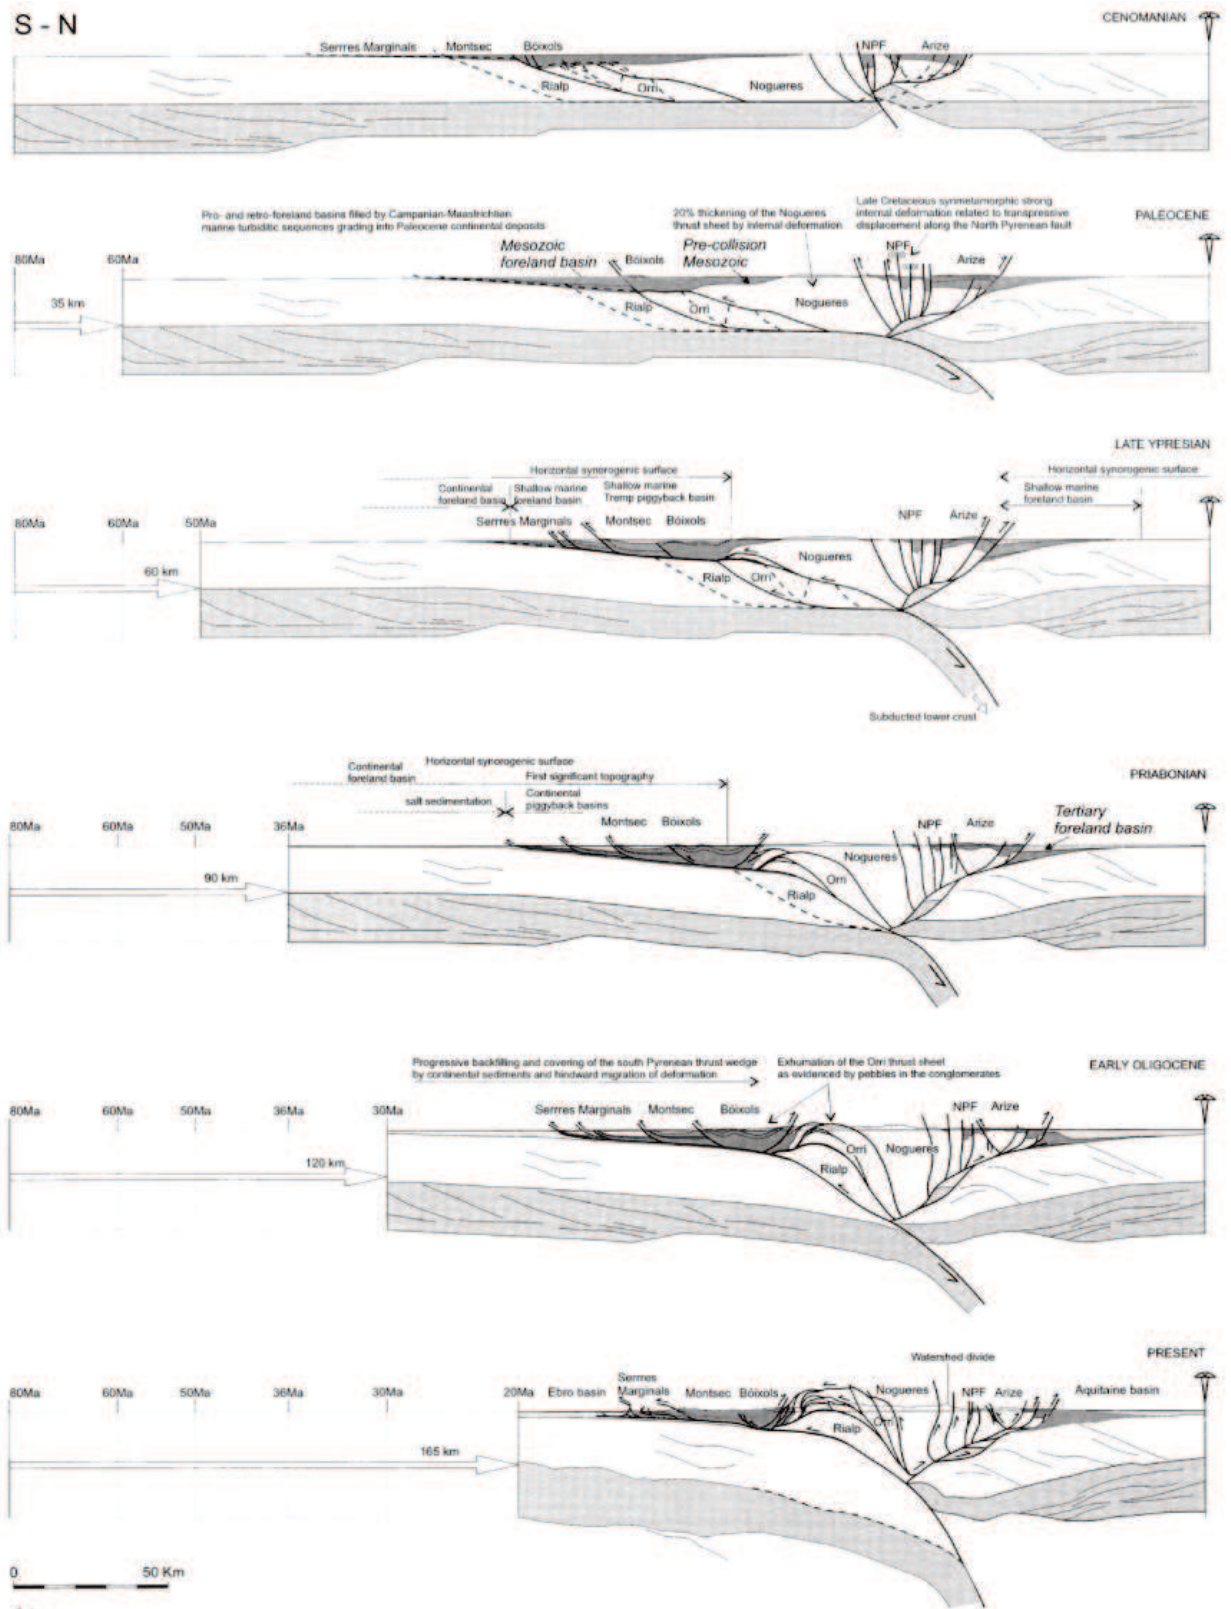 S - N
CENOMANIAN
Serrres Marginals Montsec Bóixols NPF Arize
Rialp Orri Nogueres
Pro- and retro-foreland basins filled by Campanian-Maastrichtian
marine turbiditic sequences grading into Paleocene continental deposits
20% thickening of the Nogueres
thrust sheet by internal deformation
Late Cretaceous synmetamorphic strong
internal deformation related to transpressive
displacement along the North Pyrenean fault
PALEOCENE
80Ma 60Ma
Mesozoic
foreland basin
Bóixols
Pre-collision
Mesozoic
NPF
Arize
35 km
Rialp Orri Nogueres
LATE YPRESIAN
Horizontal synorogenic surface
Horizontal synorogenic surface
Continental
foreland basin
Shallow marine
foreland basin
Shallow marine
Tremp piggyback basin
Shallow marine
foreland basin
80Ma 60Ma 50Ma
Serrres Marginals Montsec Bóixols NPF Arize
Nogueres
60 km
Rialp Orri
Subducted lower crust
PRIABONIAN
Continental
foreland basin
Horizontal synorogenic surface
First significant topography
salt sedimentation
Continental
piggyback basins
80Ma 60Ma 50Ma 36Ma
Montsec Bóixols NPF Arize
Tertiary
foreland basin
Nogueres
90 km
Orri
Rialp
EARLY OLIGOCENE
Progressive backfilling and covering of the south Pyrenean thrust wedge
by continental sediments and hindward migration of deformation
Exhumation of the Orri thrust sheet
as evidenced by pebbles in the conglomerates
80Ma 60Ma 50Ma 36Ma 30Ma
Serrres Marginals Montsec Bóixols NPF Arize
Orri Nogueres
120 km
Rialp
PRESENT
Watershed divide
80Ma 60Ma 50Ma 36Ma 30Ma 20Ma
Ebro basin
Serrres
Marginals
Montsec Bóixols Nogueres NPF Arize Aquitaine basin
Orri
Rialp
165 km
0 50 Km